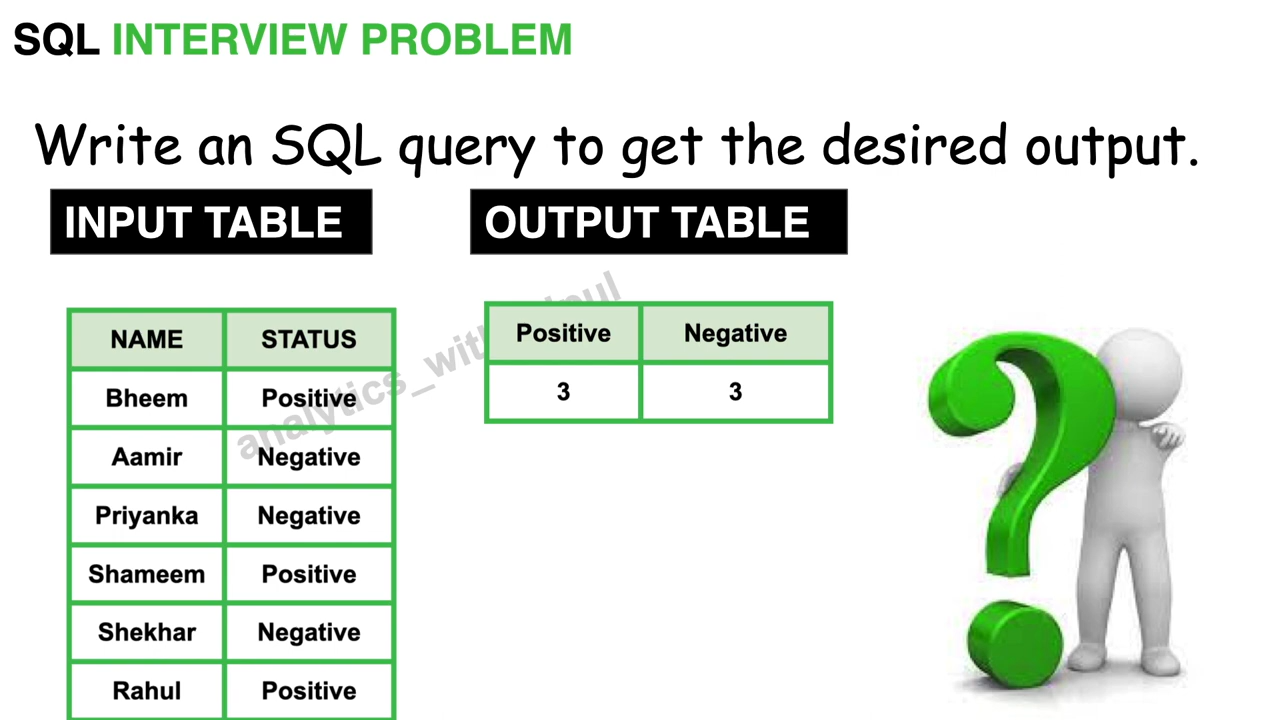 SQL INTERVIEW PROBLEM
Write an SQL query to get the desired output.
INPUT TABLE
OUTPUT TABLE
NAME STATUS
Bheem Positive
Aamir Negative
Priyanka Negative
Shameem Positive
Shekhar Negative
Rahul Positive
Positive Negative
3 3